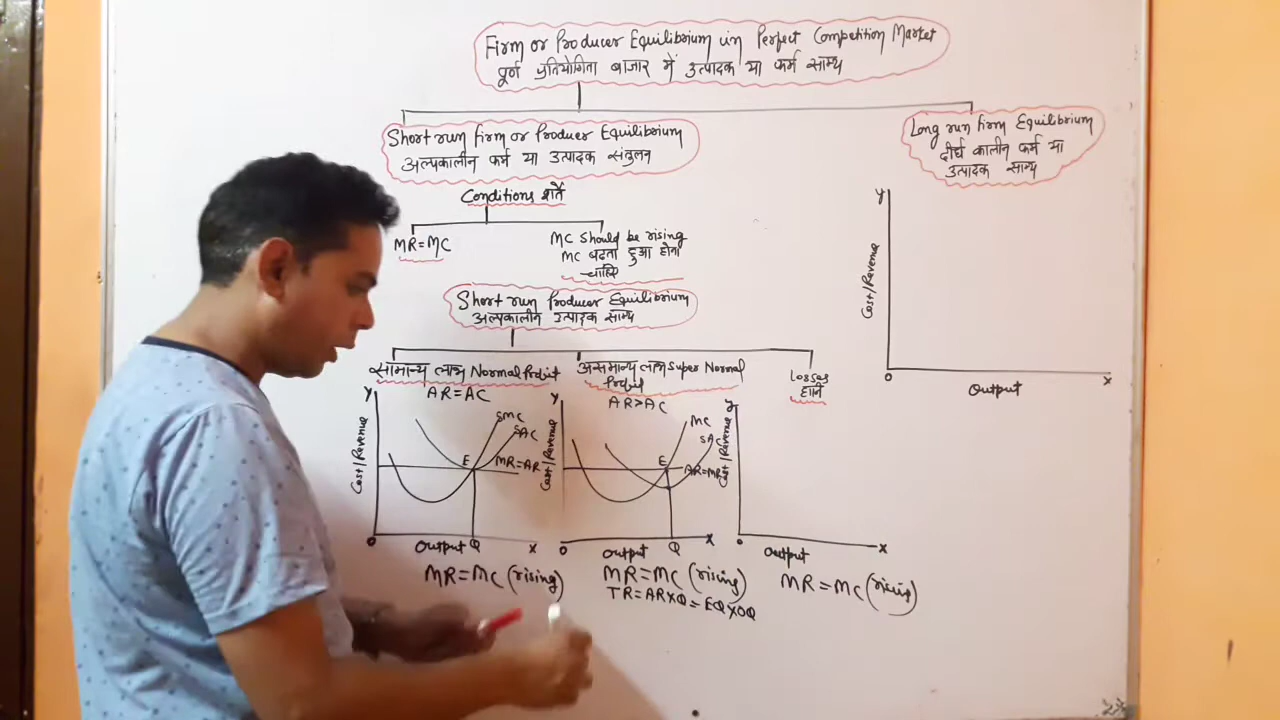 Firm or Producer Equilibrium in Perfect Competition Market
पूर्ण प्रतियोगिता बाजार में उत्पादक या फर्म साम्य
Short run firm or Producer Equilibrium
अल्पकालीन फर्म या उत्पादक संतुलन
Long run firm Equilibrium
दीर्घ कालीन फर्म या
उत्पादक साम्य
Conditions शर्ते
MR=MC
MC Should be rising
MC बढ़ता हुआ होना
चाहिए
Short run Producer Equilibrium
अल्पकालीन उत्पादक साम्य
सामान्य लाभ Normal Profit
AR=AC
असमान्य लाभ Super Normal
Profit
AR>AC
Losses
हानि
Y
Cost/Revenue
SMC
SAC
E
MR=AR
O
Output
Q
X
MR=MC (rising)
Y
Cost/Revenue
MC
SAC
E
AR=MR
O
Output
Q
X
MR=MC (rising)
TR=ARXQ=EQXOQ
Y
Cost/Revenue
O
Output
X
MR=MC (rising)
Y
Cost/Revenue
O
Output
X